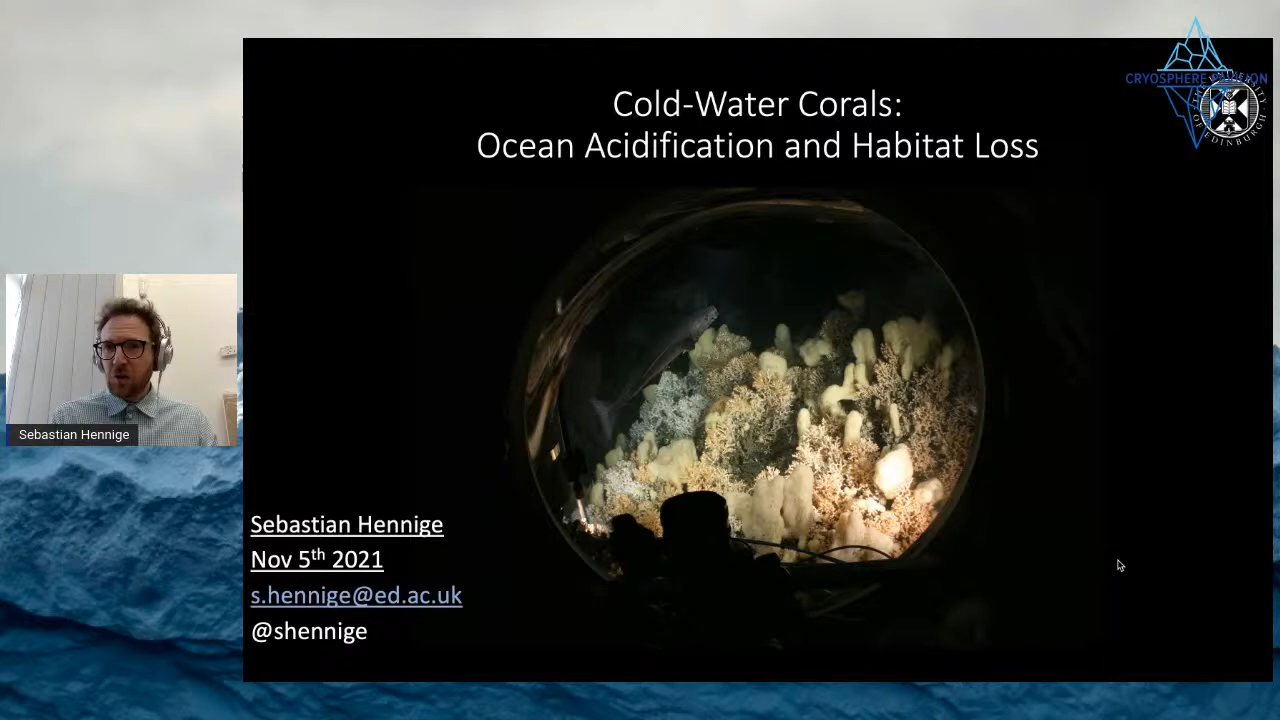 Cold-Water Corals:
Ocean Acidification and Habitat Loss
Sebastian Hennige
Sebastian Hennige
Nov 5th 2021
s.hennige@ed.ac.uk
@shennige